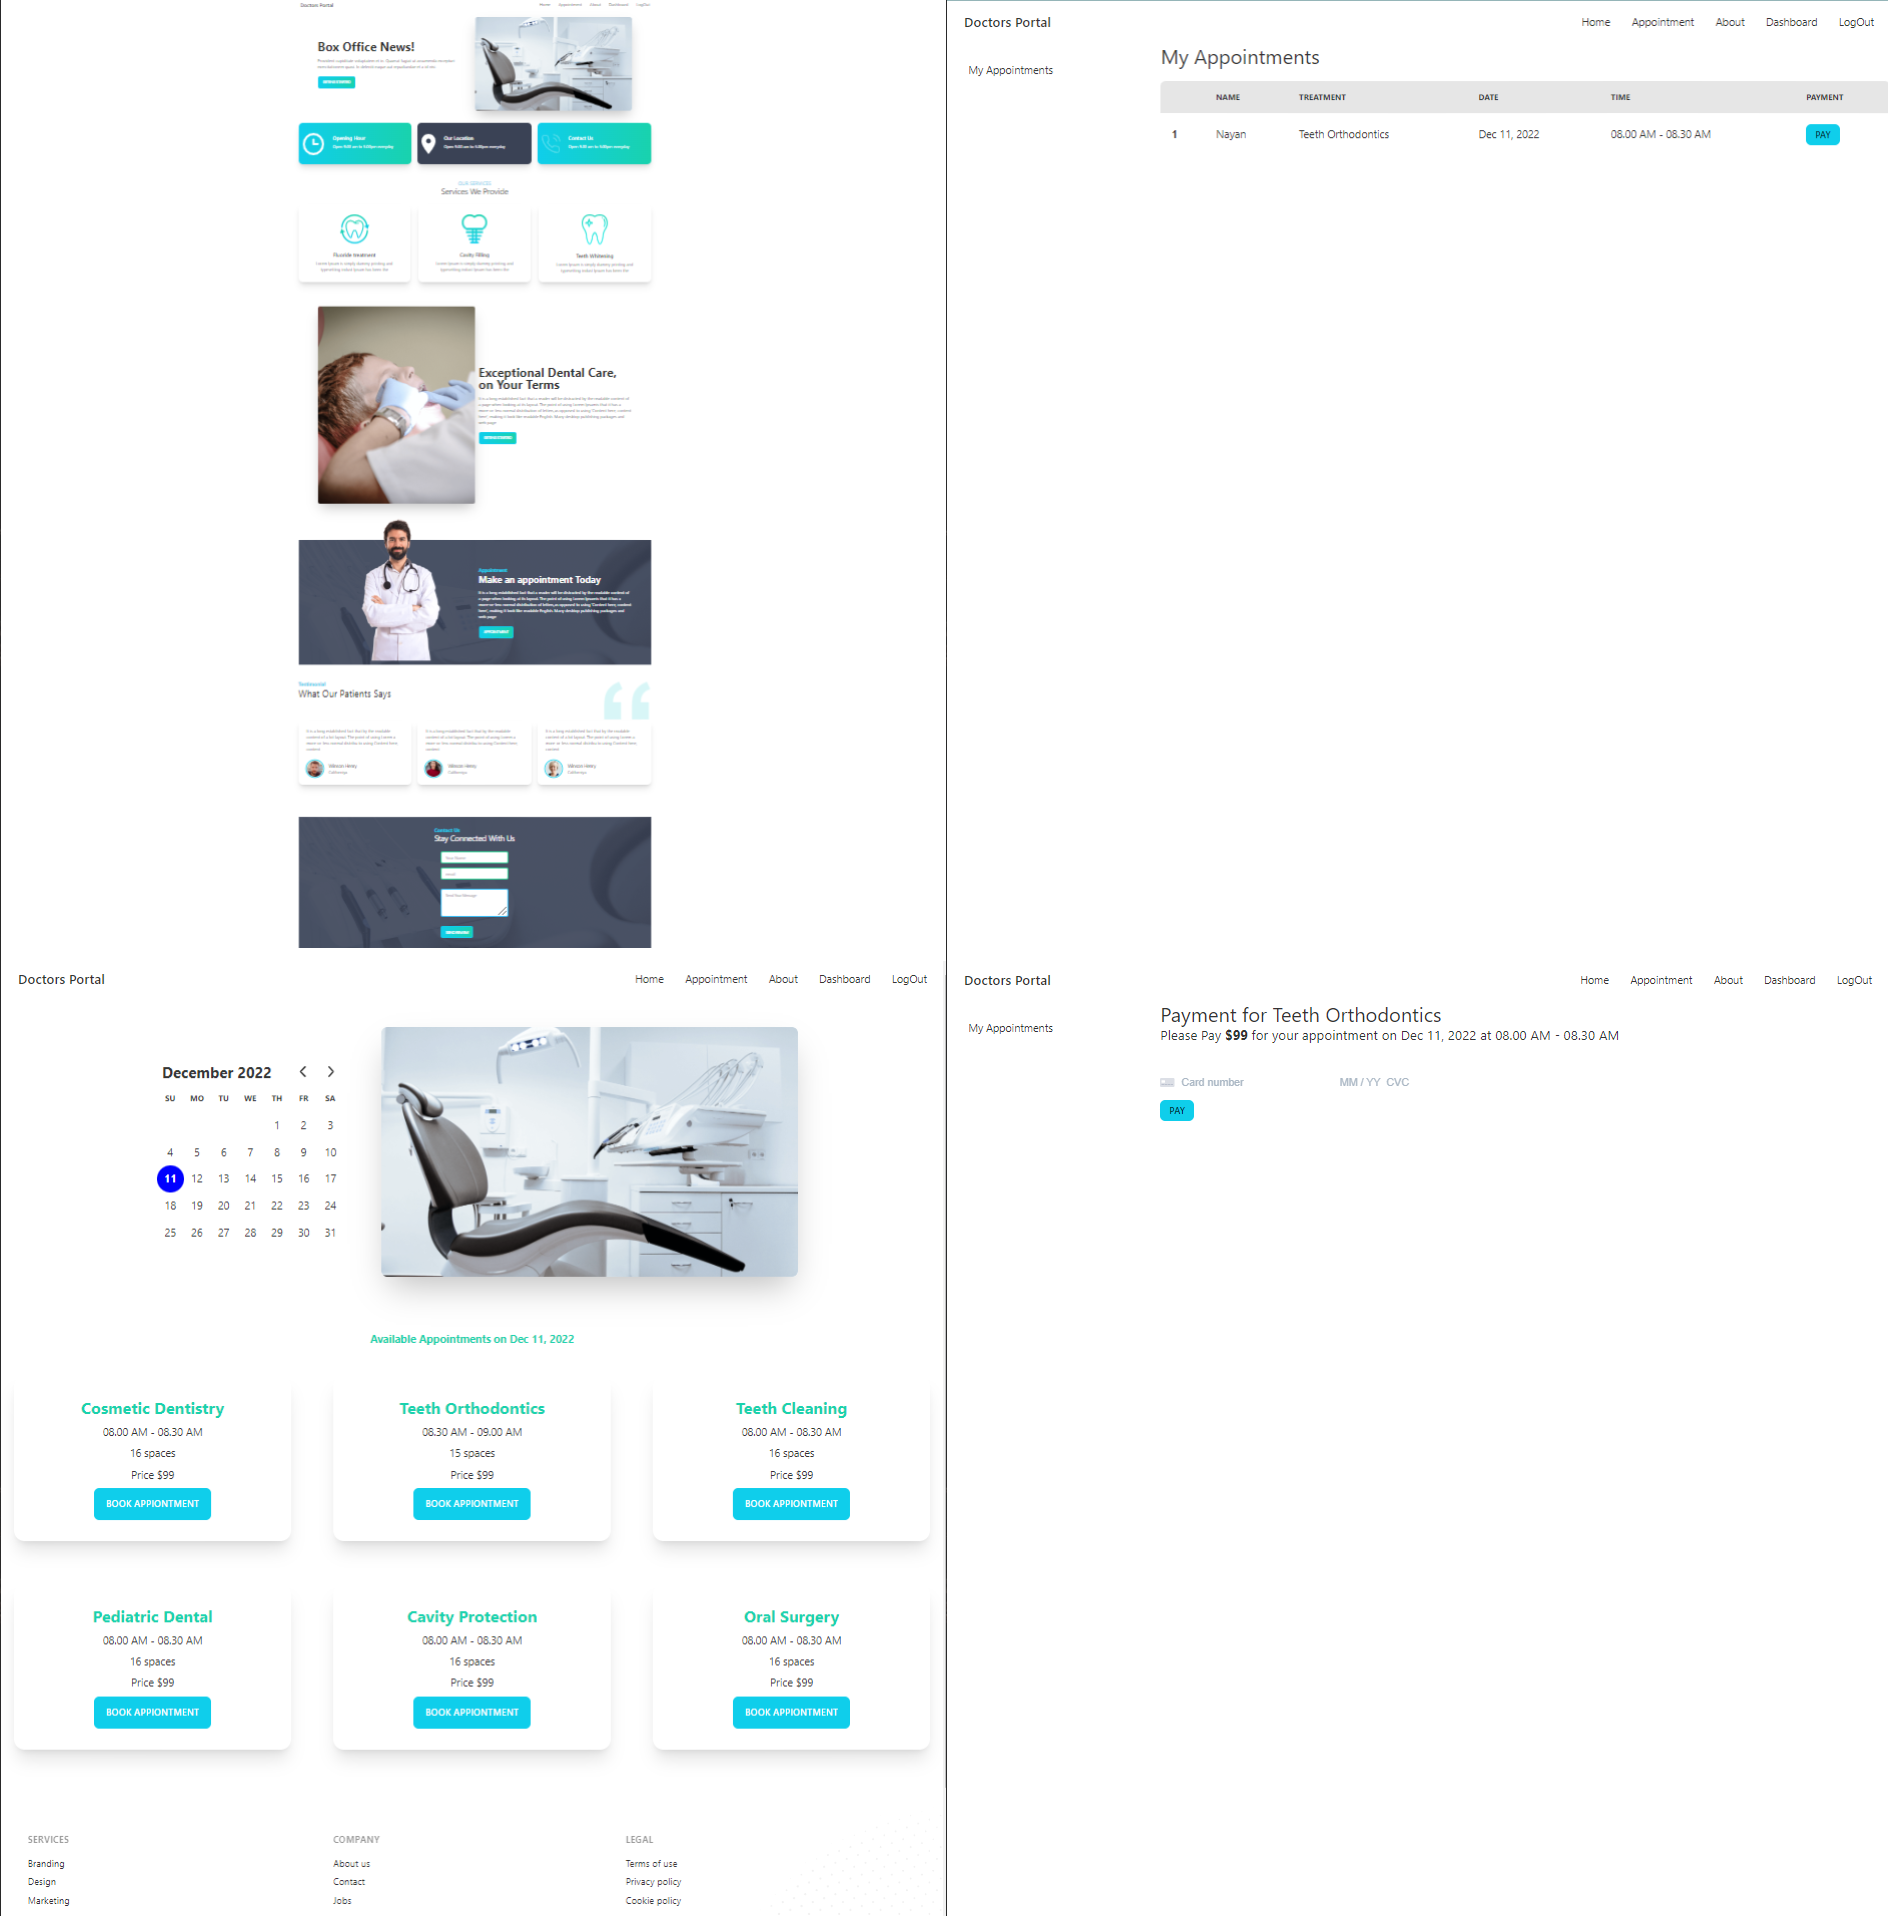 Doctors Portal
Home Appointment About Dashboard LogOut
Box Office News!
Opening Hour
Our Location
Contact Us
OUR SERVICES
Services We Provide
Fluoride treatment
Cavity Filling
Teeth Whitening
Exceptional Dental Care,
on Your Terms
Appointment
Make an appointment Today
APPOINTMENT
Testimonial
What Our Patients Says
Winson Herry
Winson Herry
Winson Herry
Contact Us
Stay Connected With Us
Your Name
Doctors Portal
Home Appointment About Dashboard LogOut
My Appointments
My Appointments
NAME TREATMENT DATE TIME PAYMENT
1 Nayan Teeth Orthodontics Dec 11, 2022 08.00 AM - 08.30 AM PAY
Doctors Portal
Home Appointment About Dashboard LogOut
December 2022
SU MO TU WE TH FR SA
1 2 3
4 5 6 7 8 9 10
11 12 13 14 15 16 17
18 19 20 21 22 23 24
25 26 27 28 29 30 31
Available Appointments on Dec 11, 2022
Cosmetic Dentistry
08.00 AM - 08.30 AM
16 spaces
Price $99
BOOK APPIONTMENT
Teeth Orthodontics
08.30 AM - 09.00 AM
15 spaces
Price $99
BOOK APPIONTMENT
Teeth Cleaning
08.00 AM - 08.30 AM
16 spaces
Price $99
BOOK APPIONTMENT
Pediatric Dental
08.00 AM - 08.30 AM
16 spaces
Price $99
BOOK APPIONTMENT
Cavity Protection
08.00 AM - 08.30 AM
16 spaces
Price $99
BOOK APPIONTMENT
Oral Surgery
08.00 AM - 08.30 AM
16 spaces
Price $99
BOOK APPIONTMENT
SERVICES
Branding
Design
Marketing
COMPANY
About us
Contact
Jobs
LEGAL
Terms of use
Privacy policy
Cookie policy
Doctors Portal
Home Appointment About Dashboard LogOut
My Appointments
Payment for Teeth Orthodontics
Please Pay $99 for your appointment on Dec 11, 2022 at 08.00 AM - 08.30 AM
Card number MM / YY CVC
PAY